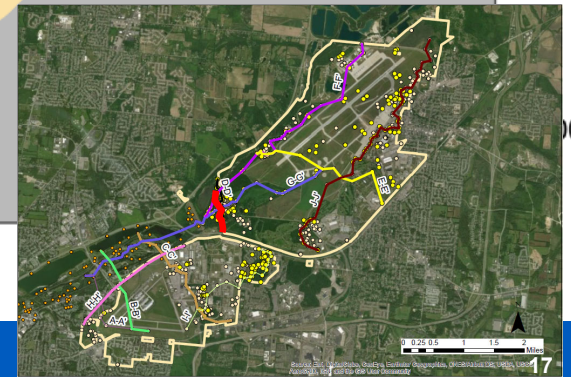 F-F'
E-E'
G-G'
D-D'
J-J'
C-C'
H-H'
B-B'
A-A'
I-I'
0 0.25 0.5 1 1.5 2
Miles
17